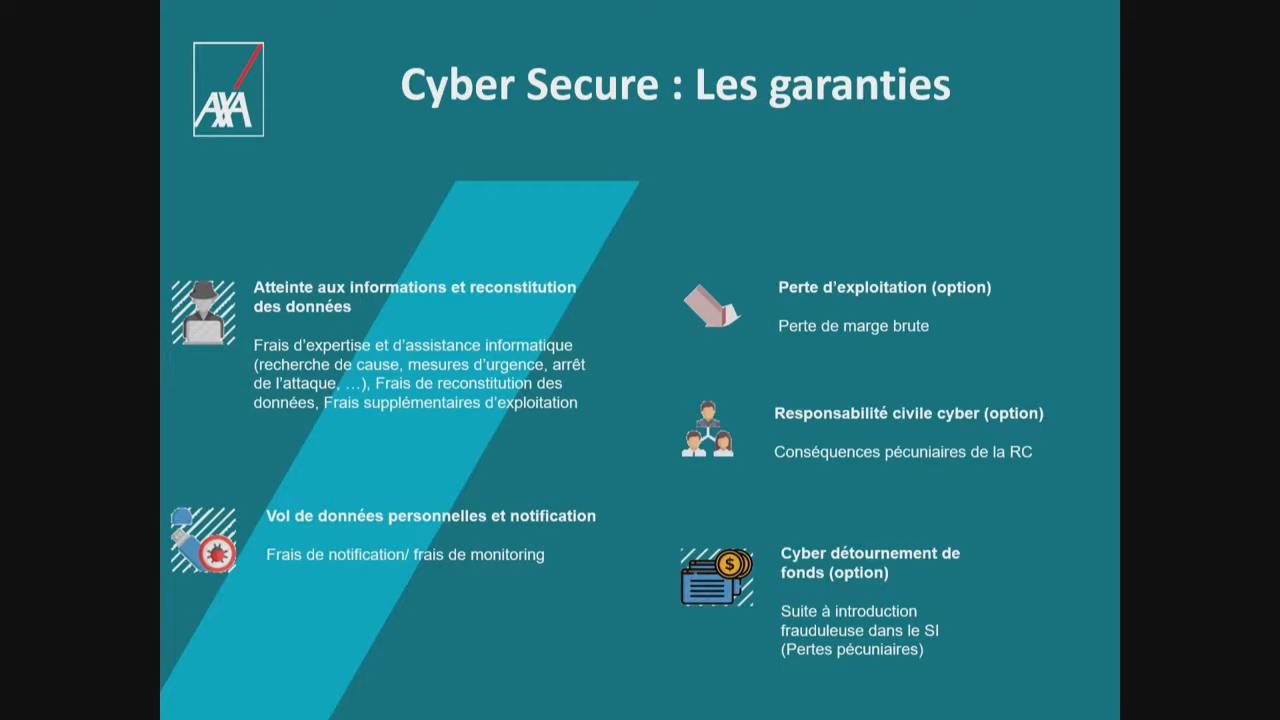 AXA
Cyber Secure : Les garanties
Atteinte aux informations et reconstitution
des données
Frais d’expertise et d’assistance informatique
(recherche de cause, mesures d’urgence, arrêt
de l’attaque, …), Frais de reconstitution des
données, Frais supplémentaires d’exploitation
Vol de données personnelles et notification
Frais de notification/ frais de monitoring
Perte d’exploitation (option)
Perte de marge brute
Responsabilité civile cyber (option)
Conséquences pécuniaires de la RC
$
Cyber détournement de
fonds (option)
Suite à introduction
frauduleuse dans le SI
(Pertes pécuniaires)